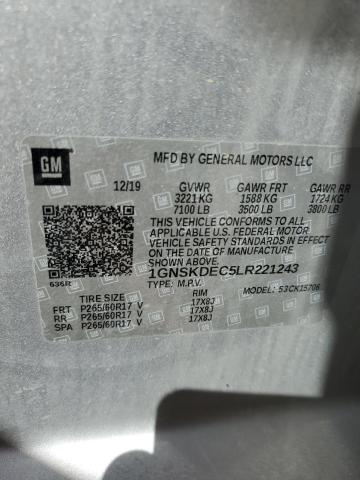 GM
MFD BY GENERAL MOTORS LLC
12/19 GVWR GAWR FRT GAWR RR
3221 KG 1588 KG 1724 KG
7100 LB 3500 LB 3800 LB
THIS VEHICLE CONFORMS TO ALL
APPLICABLE U.S. FEDERAL MOTOR
VEHICLE SAFETY
STANDARDS IN EFFECT ON THE DATE OF
MANUFACTURE SHOWN ABOVE.
1GNSKDEC5LR221243
636R TYPE: M.P.V. 53CK15706
TIRE SIZE RIM
FRT P265/60R17 V 17X8J
RR P265/60R17 V 17X8J
SPA P265/60R17 V 17X8J